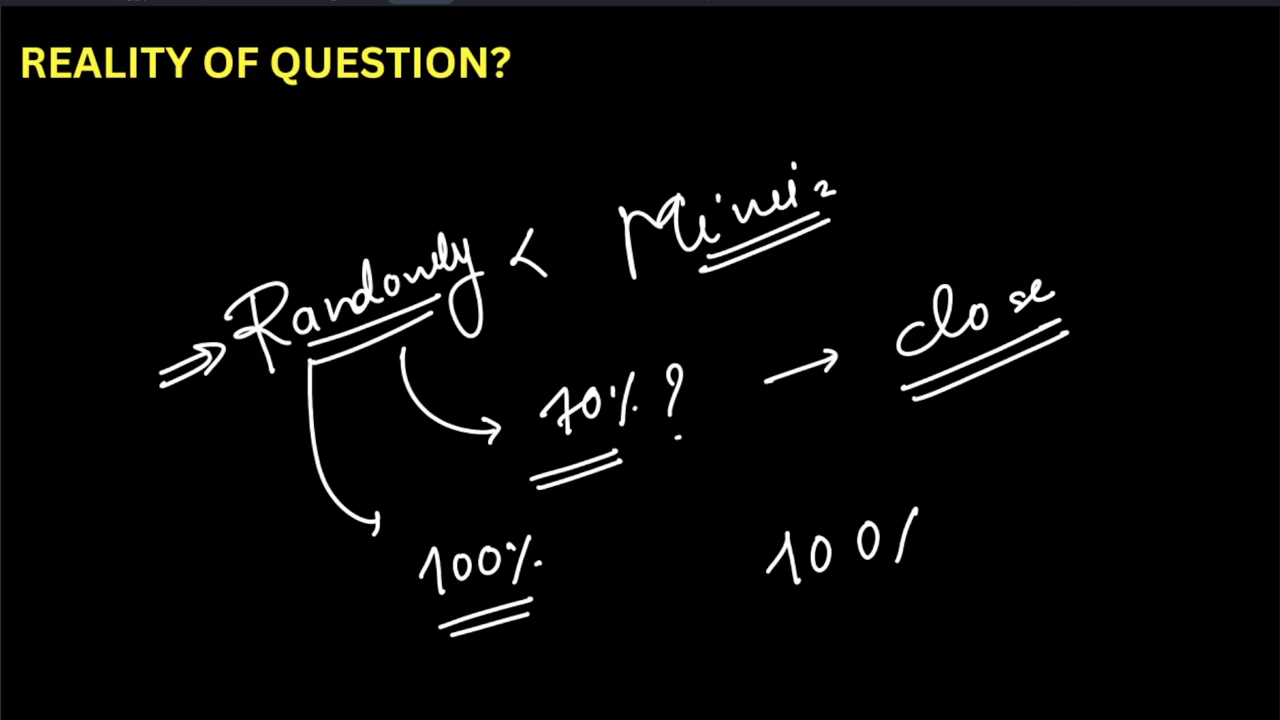 REALITY OF QUESTION?
⇒ Randomly <
close
70% ? →
100%
100/